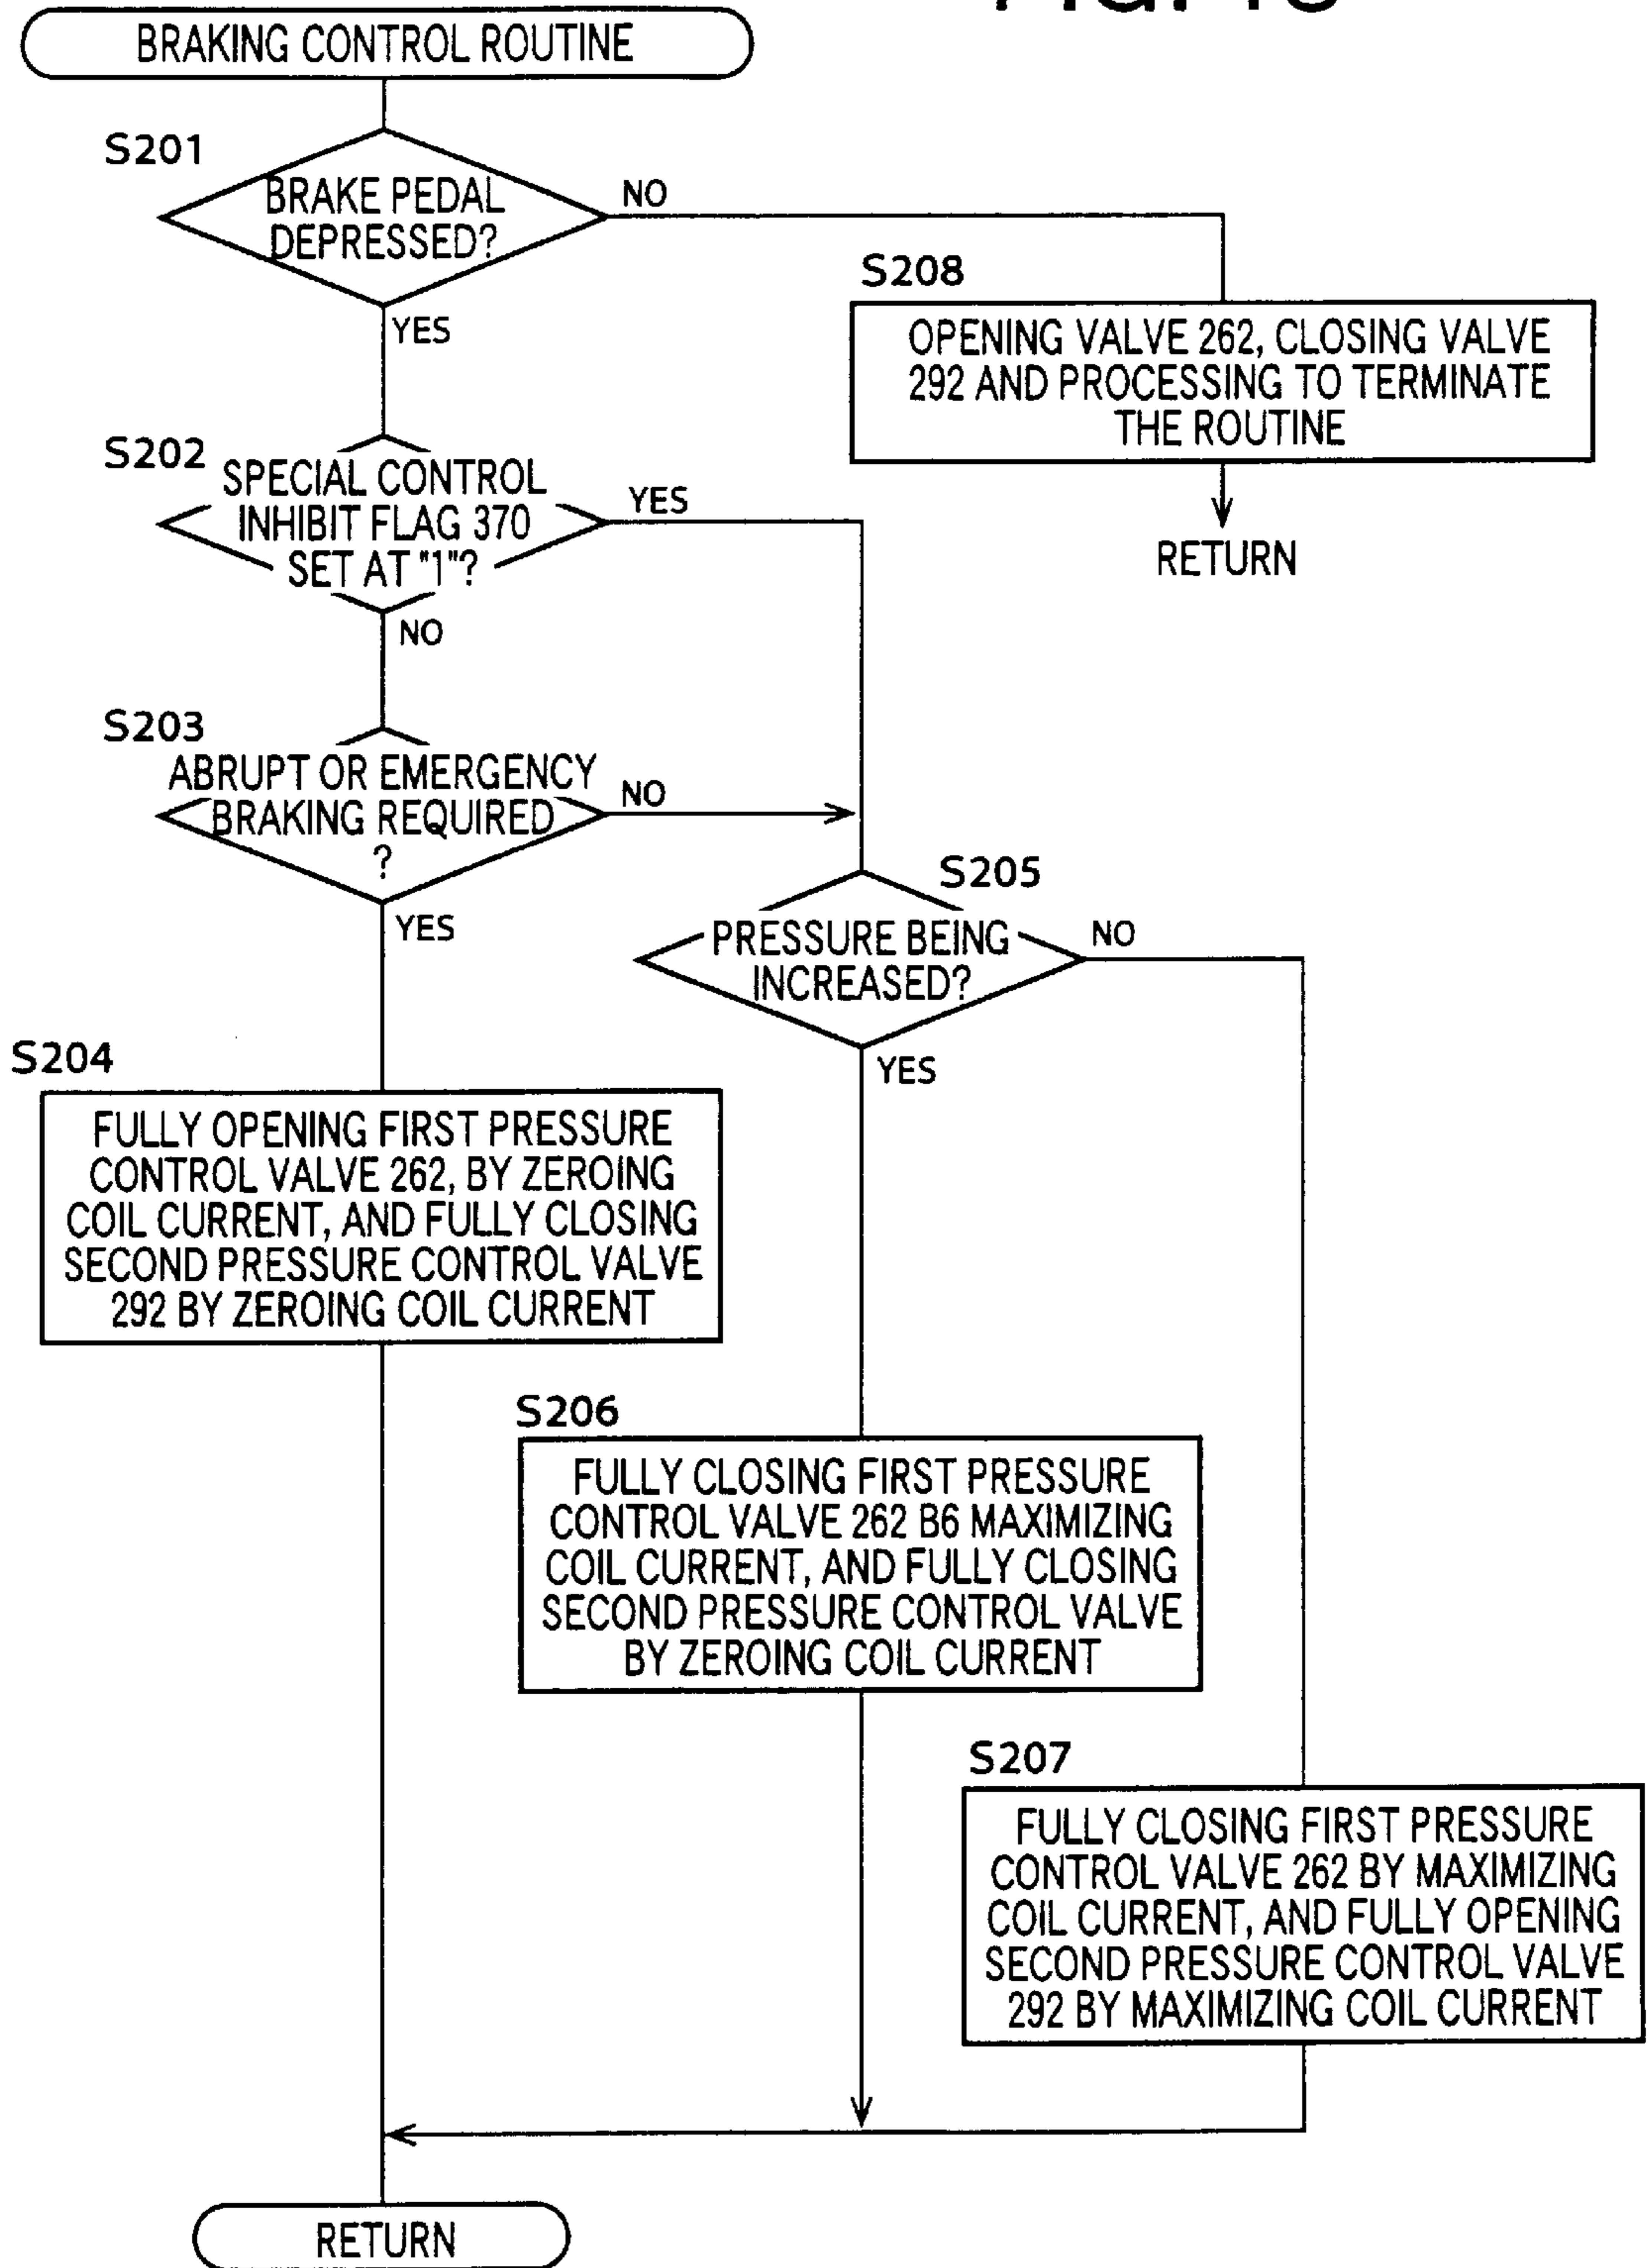 BRAKING CONTROL ROUTINE
S201
BRAKE PEDAL
DEPRESSED?
NO
YES
S208
OPENING VALVE 262, CLOSING VALVE
292 AND PROCESSING TO TERMINATE
THE ROUTINE
RETURN
S202
SPECIAL CONTROL
INHIBIT FLAG 370
SET AT "1"?
YES
NO
S203
ABRUPT OR EMERGENCY
BRAKING REQUIRED
?
NO
YES
S205
PRESSURE BEING
INCREASED?
NO
YES
S204
FULLY OPENING FIRST PRESSURE
CONTROL VALVE 262, BY ZEROING
COIL CURRENT, AND FULLY CLOSING
SECOND PRESSURE CONTROL VALVE
292 BY ZEROING COIL CURRENT
S206
FULLY CLOSING FIRST PRESSURE
CONTROL VALVE 262 B6 MAXIMIZING
COIL CURRENT, AND FULLY CLOSING
SECOND PRESSURE CONTROL VALVE
BY ZEROING COIL CURRENT
S207
FULLY CLOSING FIRST PRESSURE
CONTROL VALVE 262 BY MAXIMIZING
COIL CURRENT, AND FULLY OPENING
SECOND PRESSURE CONTROL VALVE
292 BY MAXIMIZING COIL CURRENT
RETURN